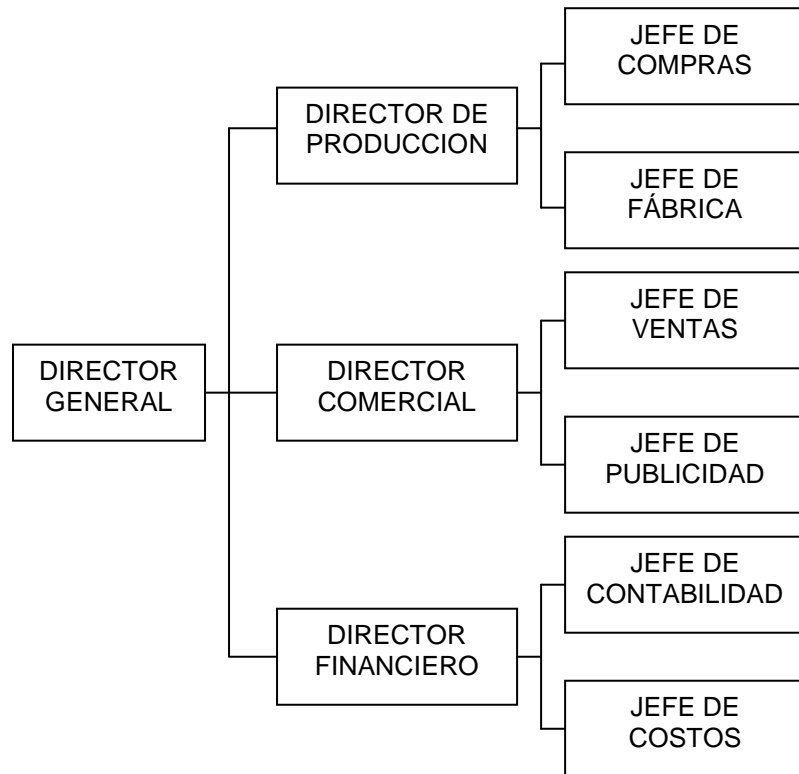 JEFE DE
COMPRAS
DIRECTOR DE
PRODUCCION
JEFE DE
FÁBRICA
JEFE DE
VENTAS
DIRECTOR
GENERAL
DIRECTOR
COMERCIAL
JEFE DE
PUBLICIDAD
JEFE DE
CONTABILIDAD
DIRECTOR
FINANCIERO
JEFE DE
COSTOS